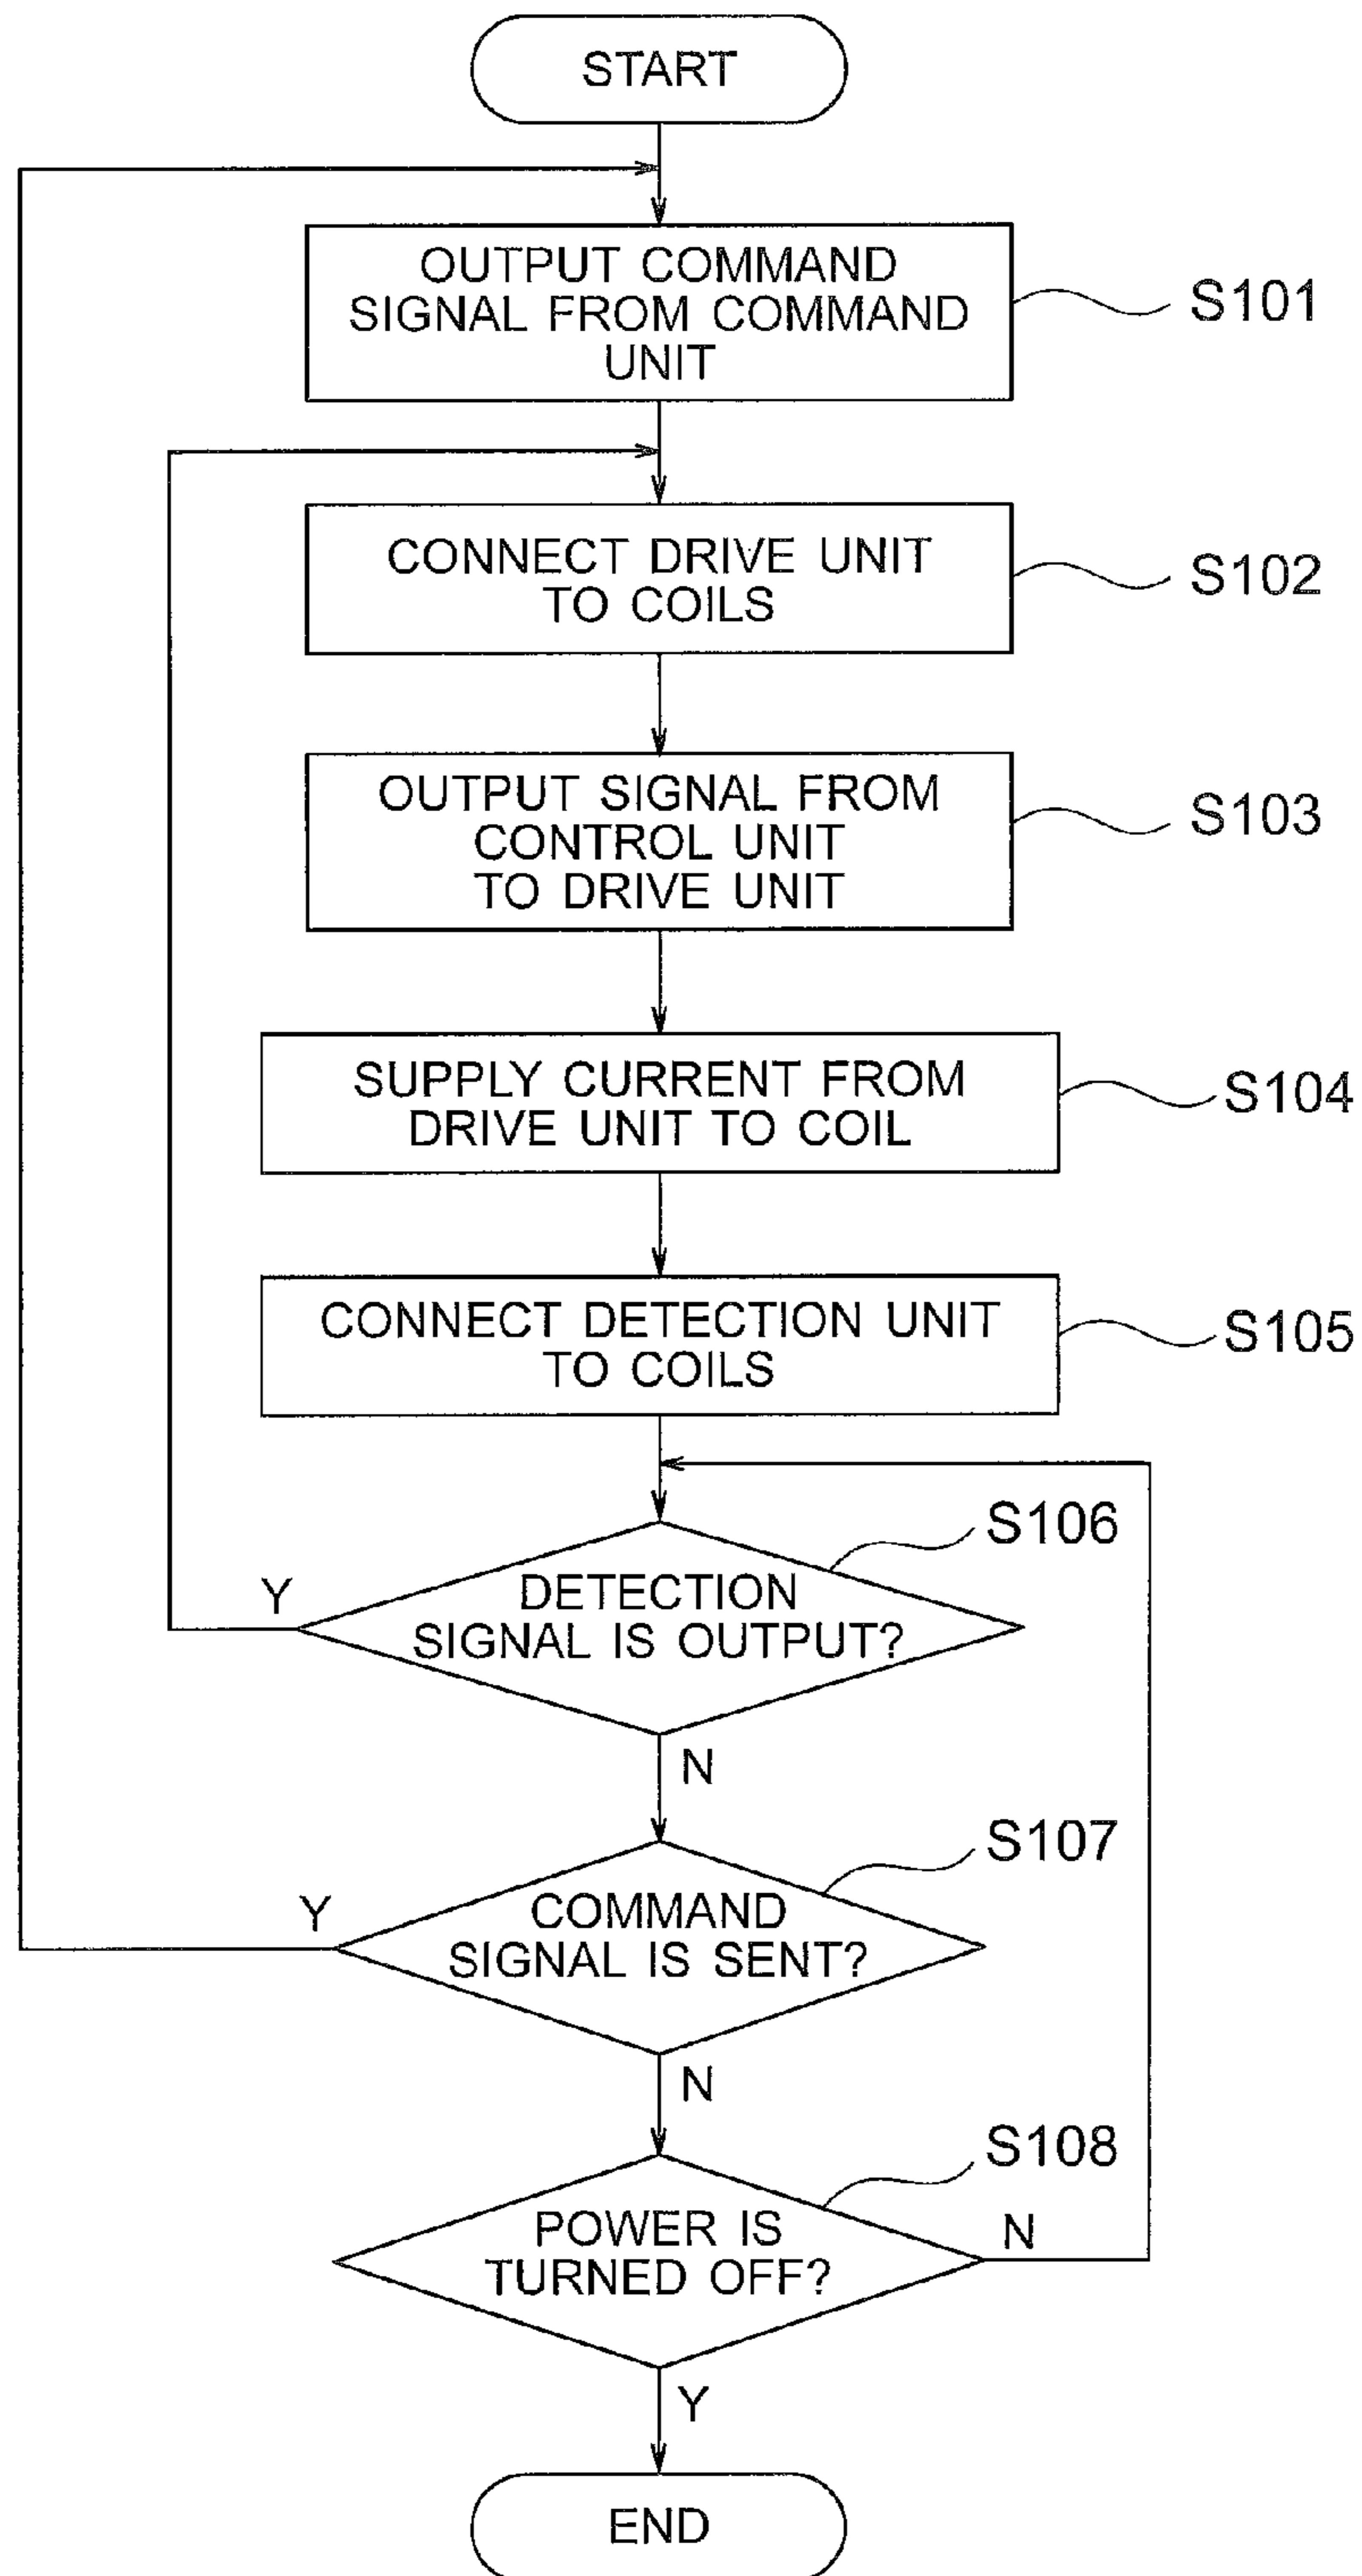 START
OUTPUT COMMAND
SIGNAL FROM COMMAND
UNIT
S101
CONNECT DRIVE UNIT
TO COILS
S102
OUTPUT SIGNAL FROM
CONTROL UNIT
TO DRIVE UNIT
S103
SUPPLY CURRENT FROM
DRIVE UNIT TO COIL
S104
CONNECT DETECTION UNIT
TO COILS
S105
S106
DETECTION
SIGNAL IS OUTPUT?
Y
N
S107
COMMAND
SIGNAL IS SENT?
Y
N
S108
POWER IS
TURNED OFF?
N
Y
END